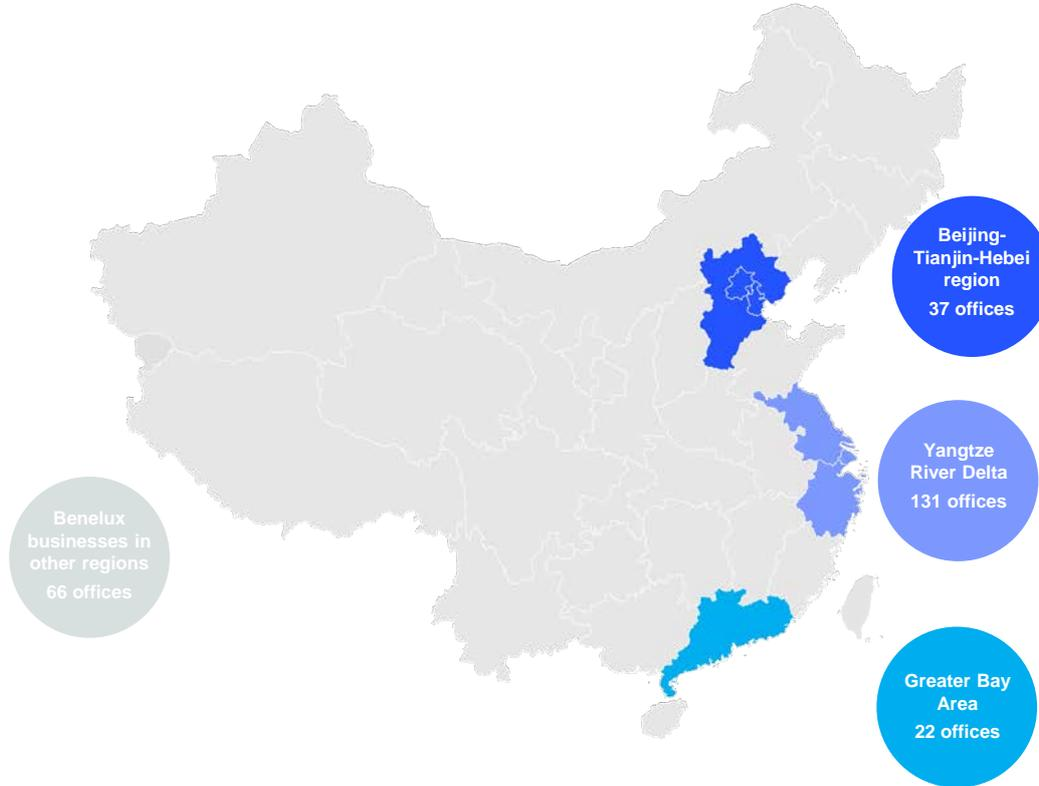 Beijing-
Tianjin-Hebei
region
37 offices
Yangtze
River Delta
131 offices
Benelux
businesses in
other regions
66 offices
Greater Bay
Area
22 offices